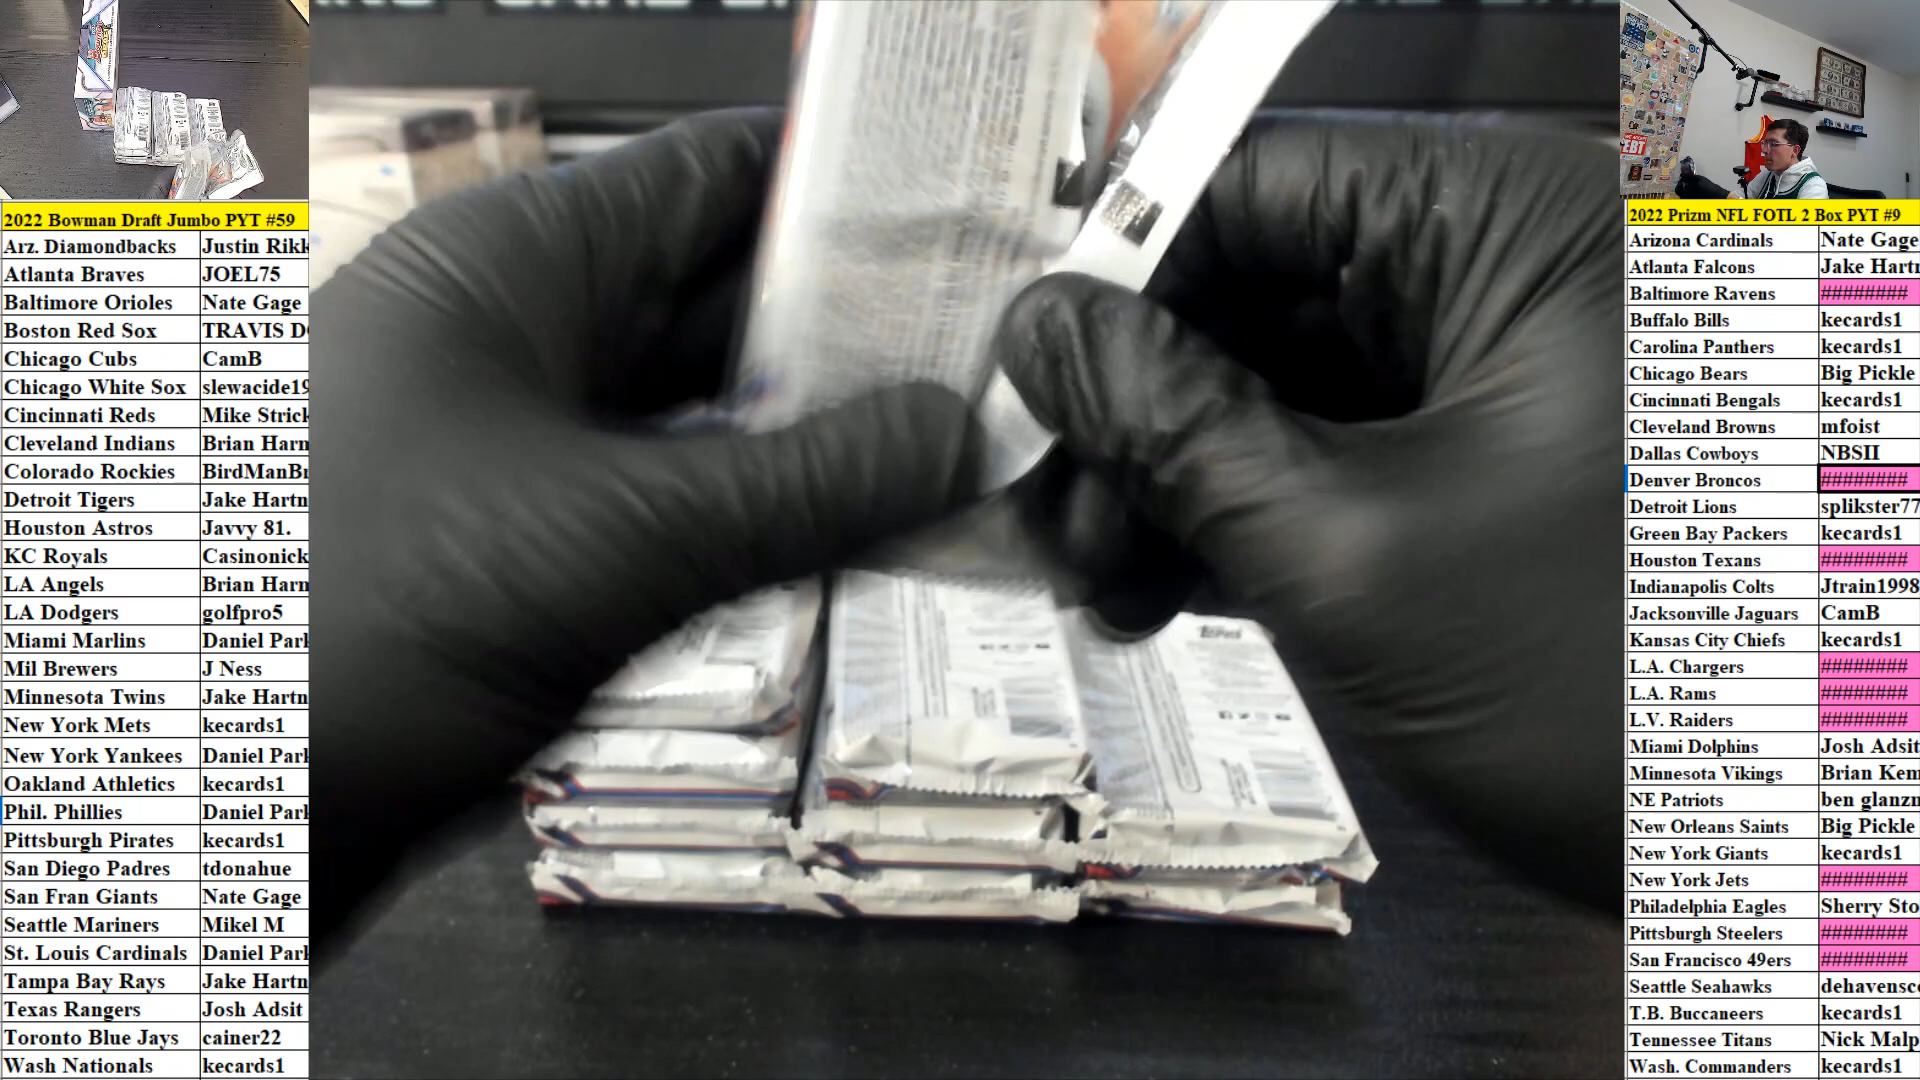 2022 Bowman Draft Jumbo PYT #59
Arz. Diamondbacks Justin Rikk
Atlanta Braves JOEL75
Baltimore Orioles Nate Gage
Boston Red Sox TRAVIS D
Chicago Cubs CamB
Chicago White Sox slewacide19
Cincinnati Reds Mike Strick
Cleveland Indians Brian Harn
Colorado Rockies BirdManBr
Detroit Tigers Jake Hartn
Houston Astros Javvy 81.
KC Royals Casinonick
LA Angels Brian Harn
LA Dodgers golfpro5
Miami Marlins Daniel Park
Mil Brewers J Ness
Minnesota Twins Jake Hartn
New York Mets kecards1
New York Yankees Daniel Park
Oakland Athletics kecards1
Phil. Phillies Daniel Park
Pittsburgh Pirates kecards1
San Diego Padres tdonahue
San Fran Giants Nate Gage
Seattle Mariners Mikel M
St. Louis Cardinals Daniel Park
Tampa Bay Rays Jake Hartn
Texas Rangers Josh Adsit
Toronto Blue Jays cainer22
Wash Nationals kecards1
Topps
2022 Prizm NFL FOTL 2 Box PYT #9
Arizona Cardinals Nate Gage
Atlanta Falcons Jake Hartn
Baltimore Ravens ########
Buffalo Bills kecards1
Carolina Panthers kecards1
Chicago Bears Big Pickle
Cincinnati Bengals kecards1
Cleveland Browns mfoist
Dallas Cowboys NBSII
Denver Broncos ########
Detroit Lions splikster77
Green Bay Packers kecards1
Houston Texans ########
Indianapolis Colts Jtrain1998
Jacksonville Jaguars CamB
Kansas City Chiefs kecards1
L.A. Chargers ########
L.A. Rams ########
L.V. Raiders ########
Miami Dolphins Josh Adsit
Minnesota Vikings Brian Kem
NE Patriots ben glanzn
New Orleans Saints Big Pickle
New York Giants kecards1
New York Jets ########
Philadelphia Eagles Sherry Sto
Pittsburgh Steelers ########
San Francisco 49ers ########
Seattle Seahawks dehavensc
T.B. Buccaneers kecards1
Tennessee Titans Nick Malp
Wash. Commanders kecards1